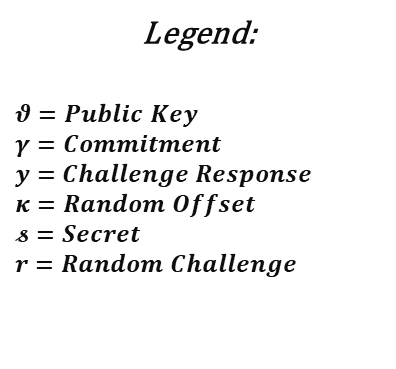 Legend:
ϑ = Public Key
γ = Commitment
y = Challenge Response
κ = Random Offset
𝓈 = Secret
r = Random Challenge